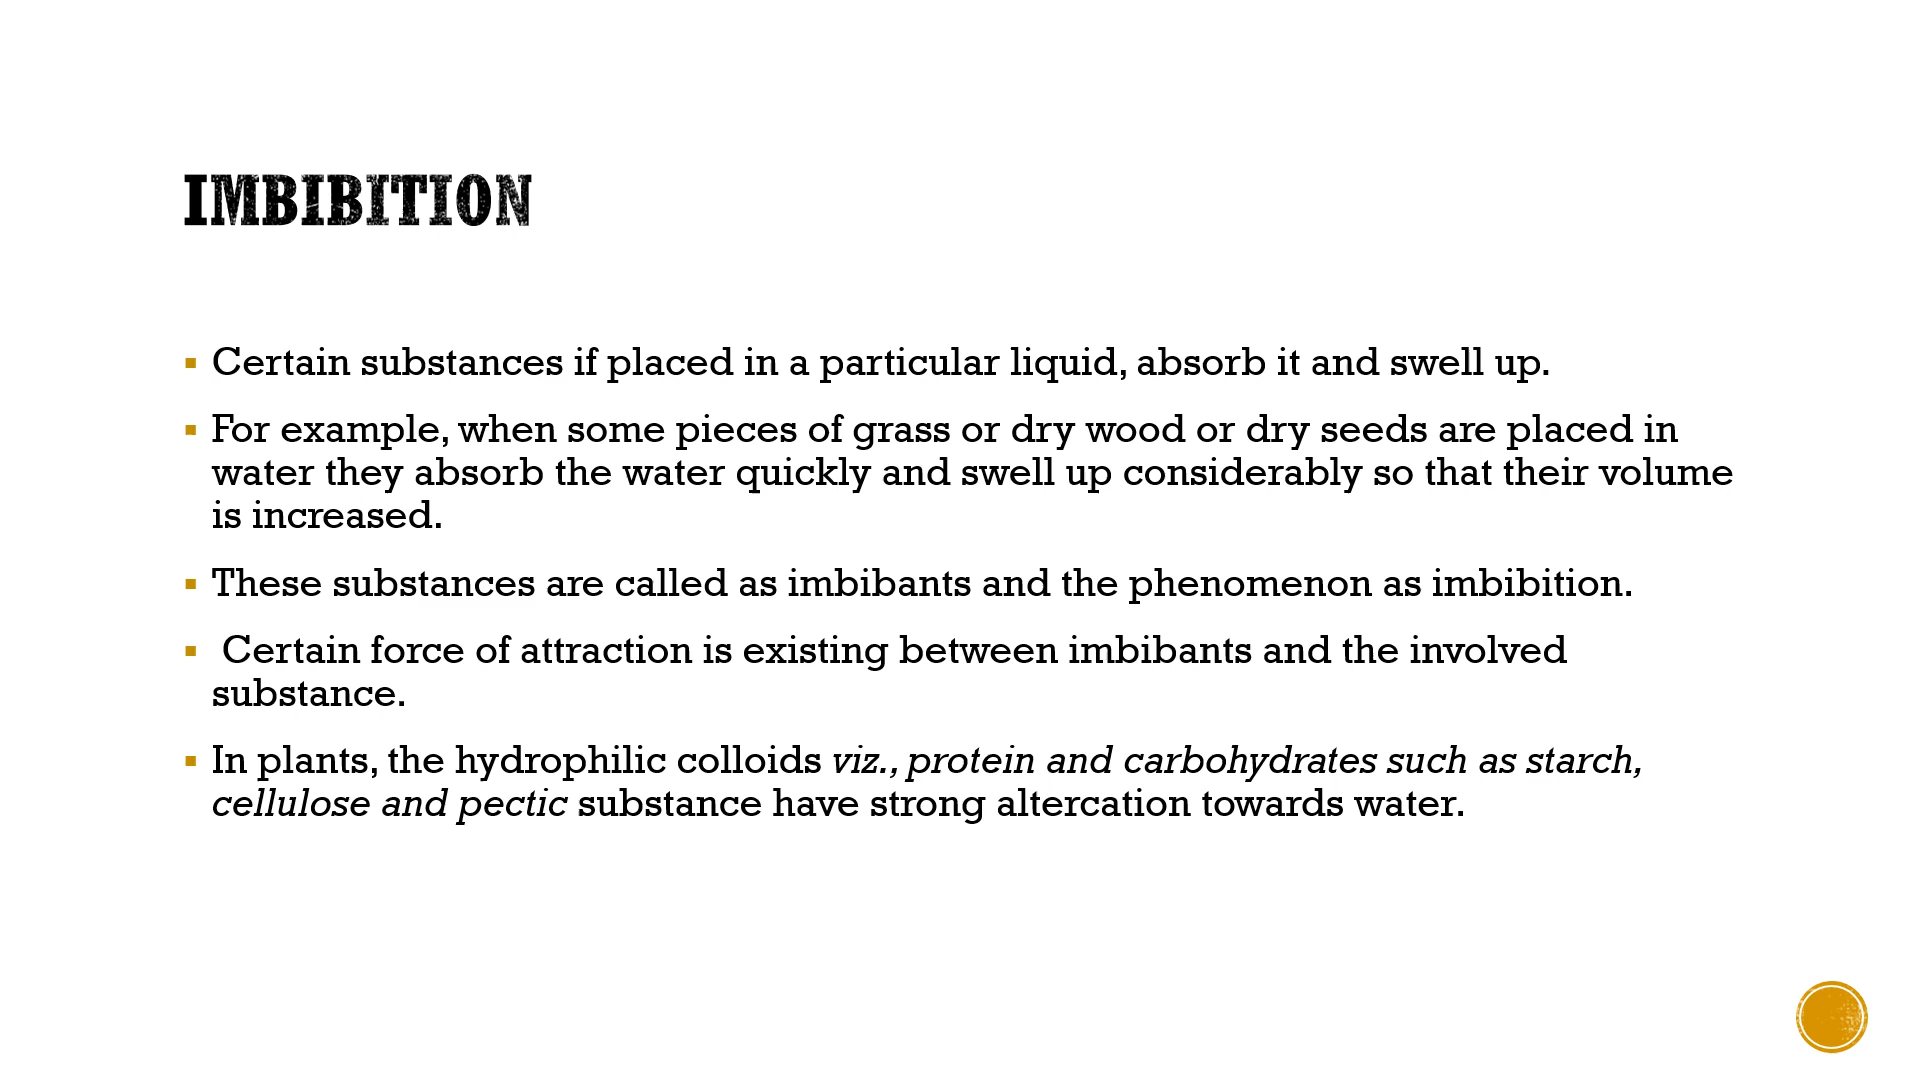 IMBIBITION
▪ Certain substances if placed in a particular liquid, absorb it and swell up.
▪ For example, when some pieces of grass or dry wood or dry seeds are placed in
water they absorb the water quickly and swell up considerably so that their volume
is increased.
▪ These substances are called as imbibants and the phenomenon as imbibition.
▪ Certain force of attraction is existing between imbibants and the involved
substance.
▪ In plants, the hydrophilic colloids viz., protein and carbohydrates such as starch,
cellulose and pectic substance have strong altercation towards water.